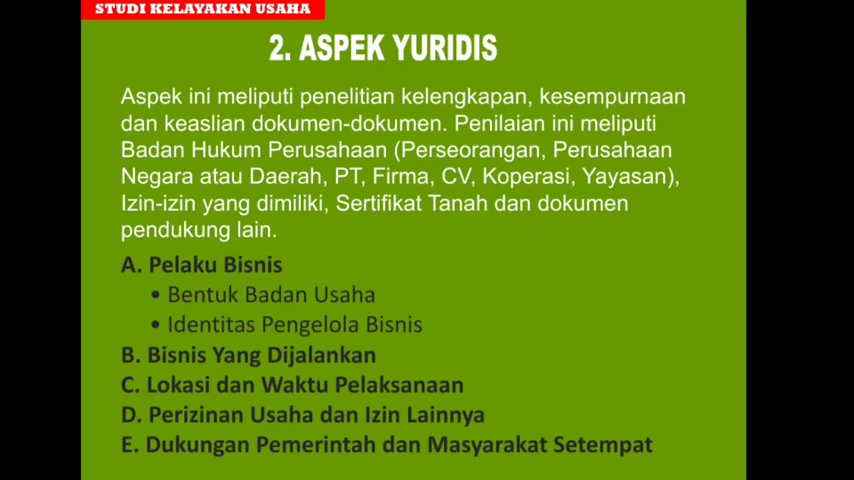 STUDI KELAYAKAN USAHA
2. ASPEK YURIDIS
Aspek ini meliputi penelitian kelengkapan, kesempurnaan
dan keaslian dokumen-dokumen. Penilaian ini meliputi
Badan Hukum Perusahaan (Perseorangan, Perusahaan
Negara atau Daerah, PT, Firma, CV, Koperasi, Yayasan),
Izin-izin yang dimiliki, Sertifikat Tanah dan dokumen
pendukung lain.
A. Pelaku Bisnis
• Bentuk Badan Usaha
• Identitas Pengelola Bisnis
B. Bisnis Yang Dijalankan
C. Lokasi dan Waktu Pelaksanaan
D. Perizinan Usaha dan Izin Lainnya
E. Dukungan Pemerintah dan Masyarakat Setempat